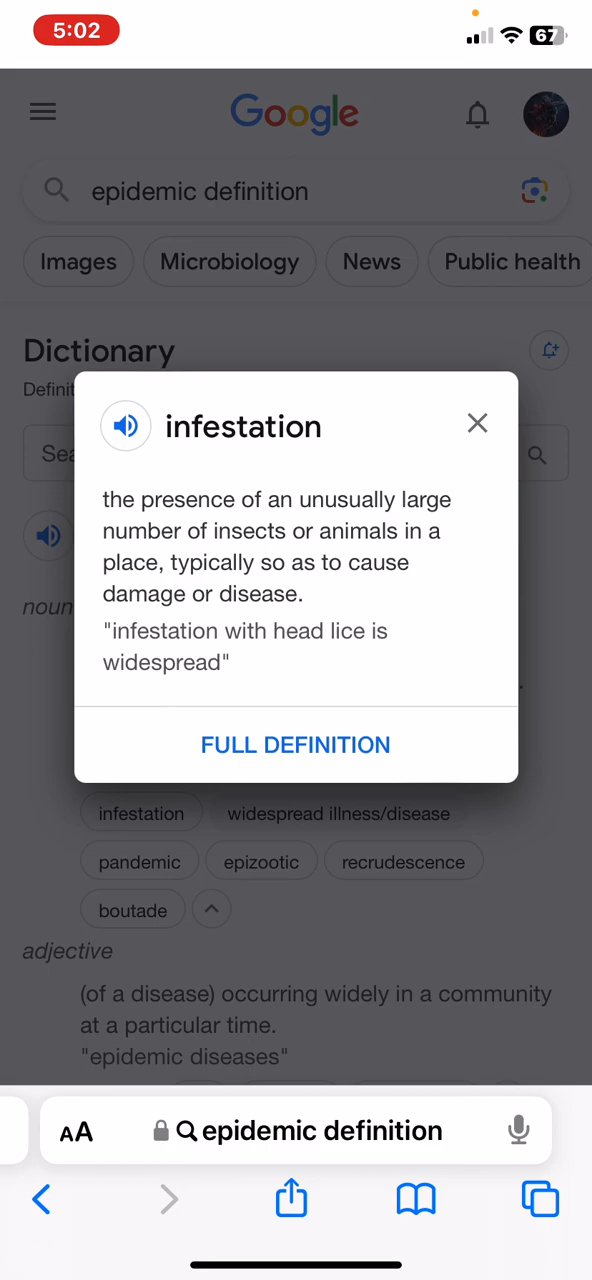 5:02
67
Google
epidemic definition
Images
Microbiology
News
Public health
Dictionary
Definit
Sea
infestation
the presence of an unusually large
number of insects or animals in a
place, typically so as to cause
damage or disease.
"infestation with head lice is
widespread"
FULL DEFINITION
noun
infestation
widespread illness/disease
pandemic
epizootic
recrudescence
boutade
adjective
(of a disease) occurring widely in a community
at a particular time.
"epidemic diseases"
AA
epidemic definition